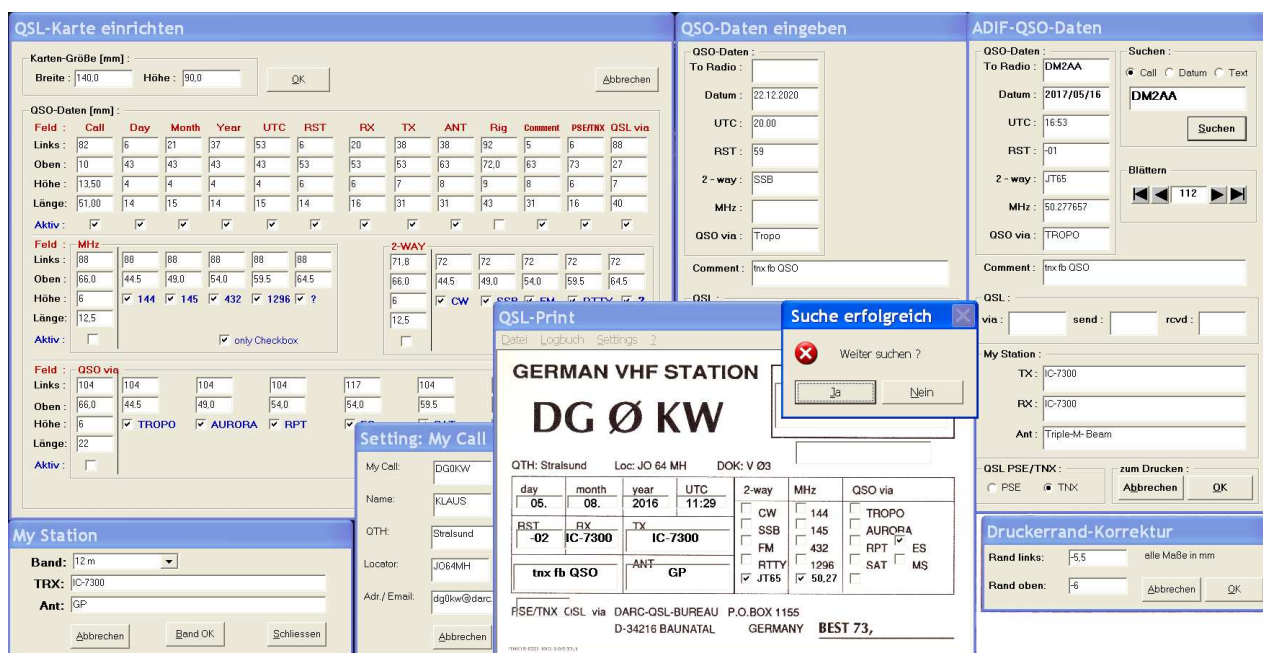 QSL-Karte einrichten
Karten-Größe [mm] :
Breite : 140,0 Höhe : 90,0 OK Abbrechen
QSO-Daten [mm] :
Feld : Call Day Month Year UTC RST RX TX ANT Rig Comment PSE/TNX QSL via
Links : 82 6 21 37 53 6 20 38 38 92 5 6 88
Oben : 10 43 43 43 43 53 53 53 63 72,0 63 73 27
Höhe : 13,50 4 4 4 4 6 6 7 8 9 8 6 7
Länge: 51,00 14 15 14 15 14 16 31 31 43 31 16 40
Aktiv :
Feld : MHz 2-WAY
Links : 88 88 88 88 88 88 71,8 72 72 72 72 72
Oben : 66,0 44.5 49,0 54,0 59.5 64.5 66,0 44.5 49,0 54,0 59.5 64.5
Höhe : 6 144 145 432 1296 ? 6 CW SSB FM RTTY ?
Länge: 12,5 12,5
Aktiv : only Checkbox
Feld : QSO via
Links : 104 104 104 104 117 104
Oben : 66,0 44.5 49,0 54,0 54,0 59.5
Höhe : 6 TROPO AURORA RPT
Länge: 22
Aktiv :
My Station
Band: 12 m
TRX: IC-7300
Ant: GP
Abbrechen Band OK Schliessen
Setting: My Call
My Call: DG0KW
Name: KLAUS
QTH: Stralsund
Locator: JO64MH
Adr./ Email: dg0kw@darc.
Abbrechen
QSO-Daten eingeben
QSO-Daten :
To Radio :
Datum : 22.12.2020
UTC : 20.00
RST : 59
2 - way : SSB
MHz :
QSO via : Tropo
Comment : tnx fb QSO
QSL :
QSL-Print
Datei Logbuch Settings ?
GERMAN VHF STATION
DG Ø KW
QTH: Stralsund Loc: JO 64 MH DOK: V Ø3
day month year UTC 2-way MHz QSO via
05. 08. 2016 11:29
RST RX TX
-02 IC-7300 IC-7300
ANT
tnx fb QSO GP
CW 144 TROPO
SSB 145 AURORA
FM 432 RPT ES
RTTY 1296 SAT MS
JT65 50,27
PSE/TNX QSL via DARC-QSL-BUREAU P.O.BOX 1155
D-34216 BAUNATAL GERMANY BEST 73,
Suche erfolgreich
Weiter suchen ?
Ja Nein
ADIF-QSO-Daten
QSO-Daten : Suchen :
To Radio : DM2AA Call Datum Text
Datum : 2017/05/16 DM2AA
UTC : 16:53 Suchen
RST : -01
2 - way : JT65 Blättern
MHz : 50.277657 112
QSO via : TROPO
Comment : tnx fb QSO
QSL :
via : send : rcvd :
My Station :
TX : IC-7300
RX : IC-7300
Ant : Triple-M-Beam
QSL PSE/TNX : zum Drucken :
PSE TNX Abbrechen OK
Druckerrand-Korrektur
Rand links: -5,5 alle Maße in mm
Rand oben: -6 Abbrechen OK